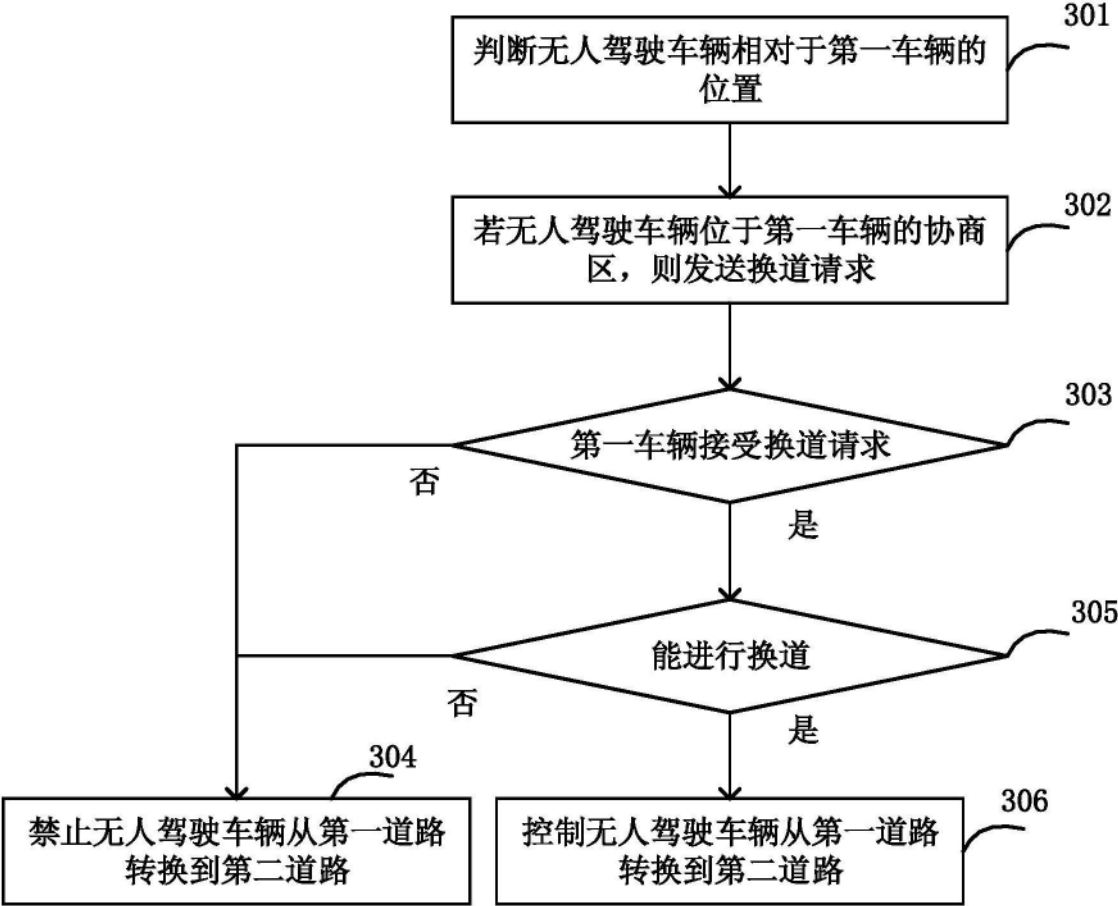 301
判断无人驾驶车辆相对于第一车辆的
位置
302
若无人驾驶车辆位于第一车辆的协商
区，则发送换道请求
303
第一车辆接受换道请求
否
是
305
能进行换道
否
是
304
禁止无人驾驶车辆从第一道路
转换到第二道路
306
控制无人驾驶车辆从第一道路
转换到第二道路